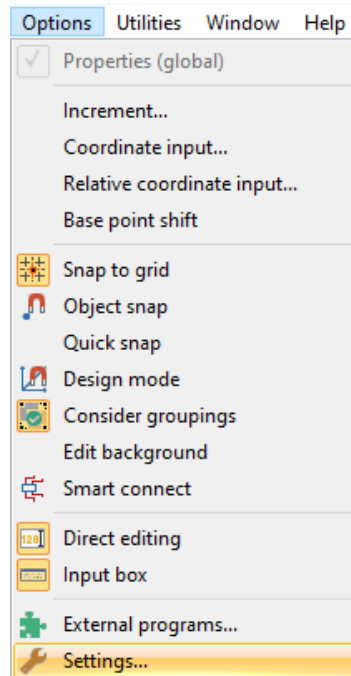 Options Utilities Window Help
Properties (global)
Increment...
Coordinate input...
Relative coordinate input...
Base point shift
Snap to grid
Object snap
Quick snap
Design mode
Consider groupings
Edit background
Smart connect
Direct editing
Input box
External programs...
Settings...